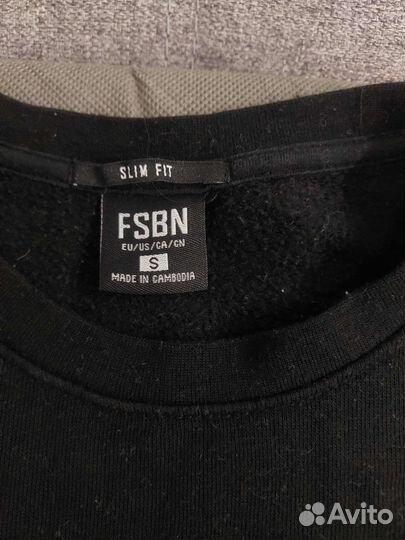 SLIM FIT
FSBN
EU/US/CA/CN
S
MADE IN CAMBODIA
Avito